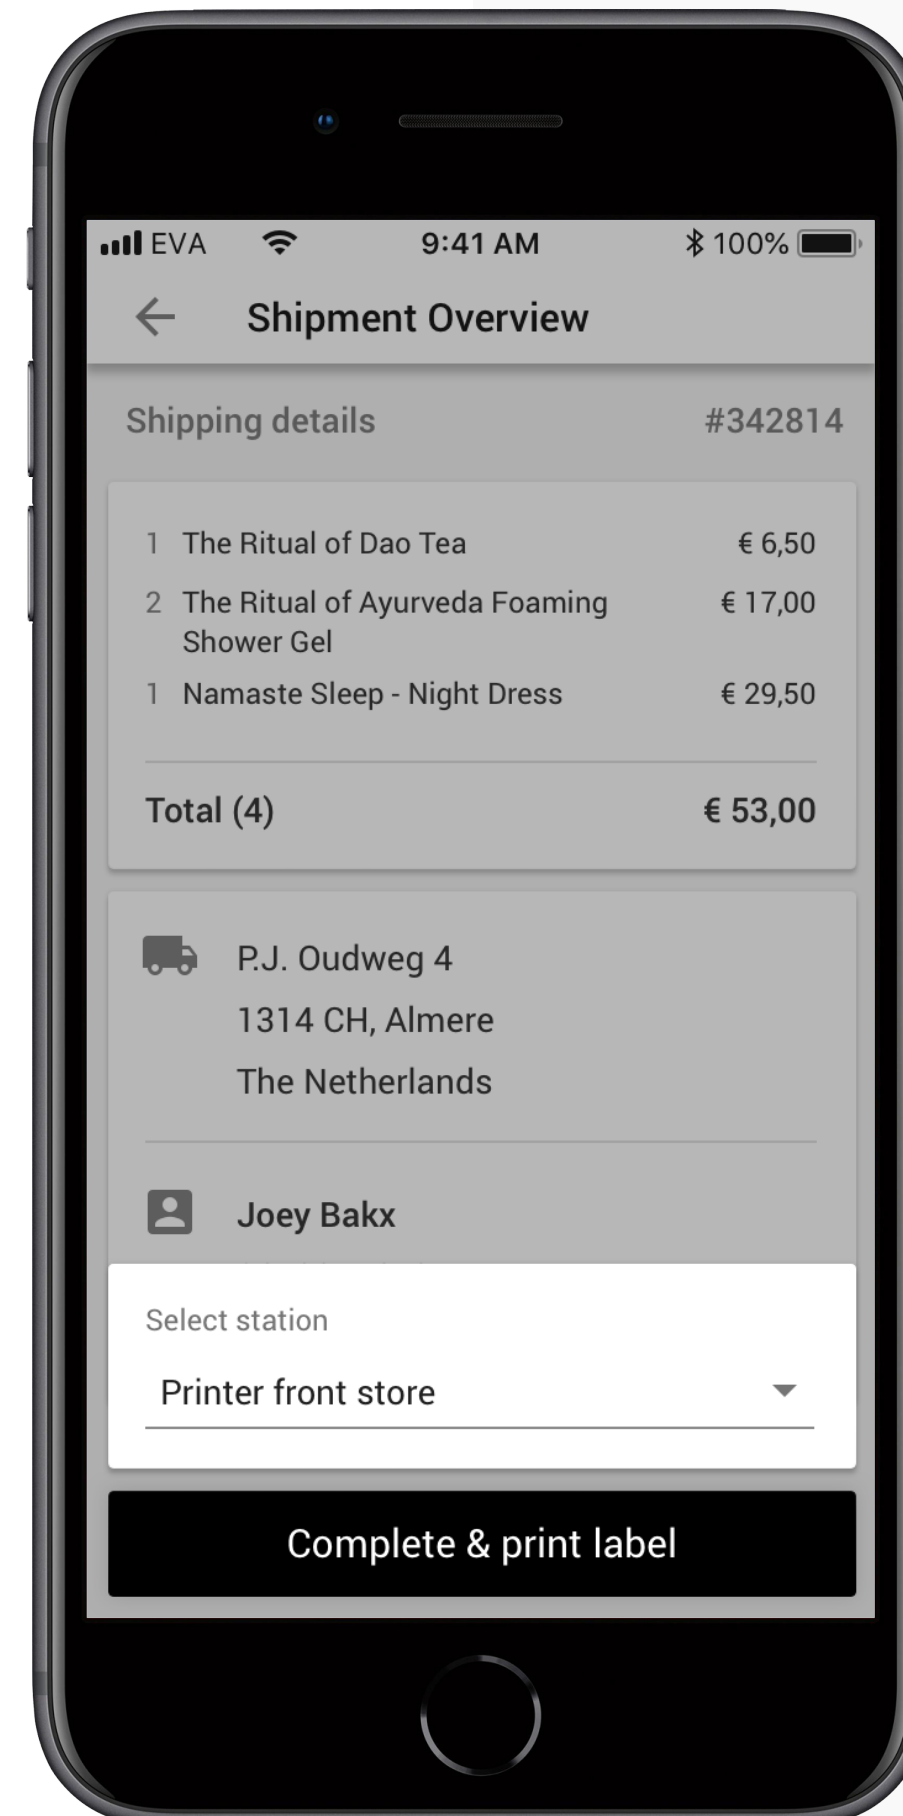 EVA 9:41 AM 100%
Shipment Overview
Shipping details #342814
1 The Ritual of Dao Tea € 6,50
2 The Ritual of Ayurveda Foaming € 17,00
Shower Gel
1 Namaste Sleep - Night Dress € 29,50
Total (4) € 53,00
P.J. Oudweg 4
1314 CH, Almere
The Netherlands
Joey Bakx
Select station
Printer front store
Complete & print label